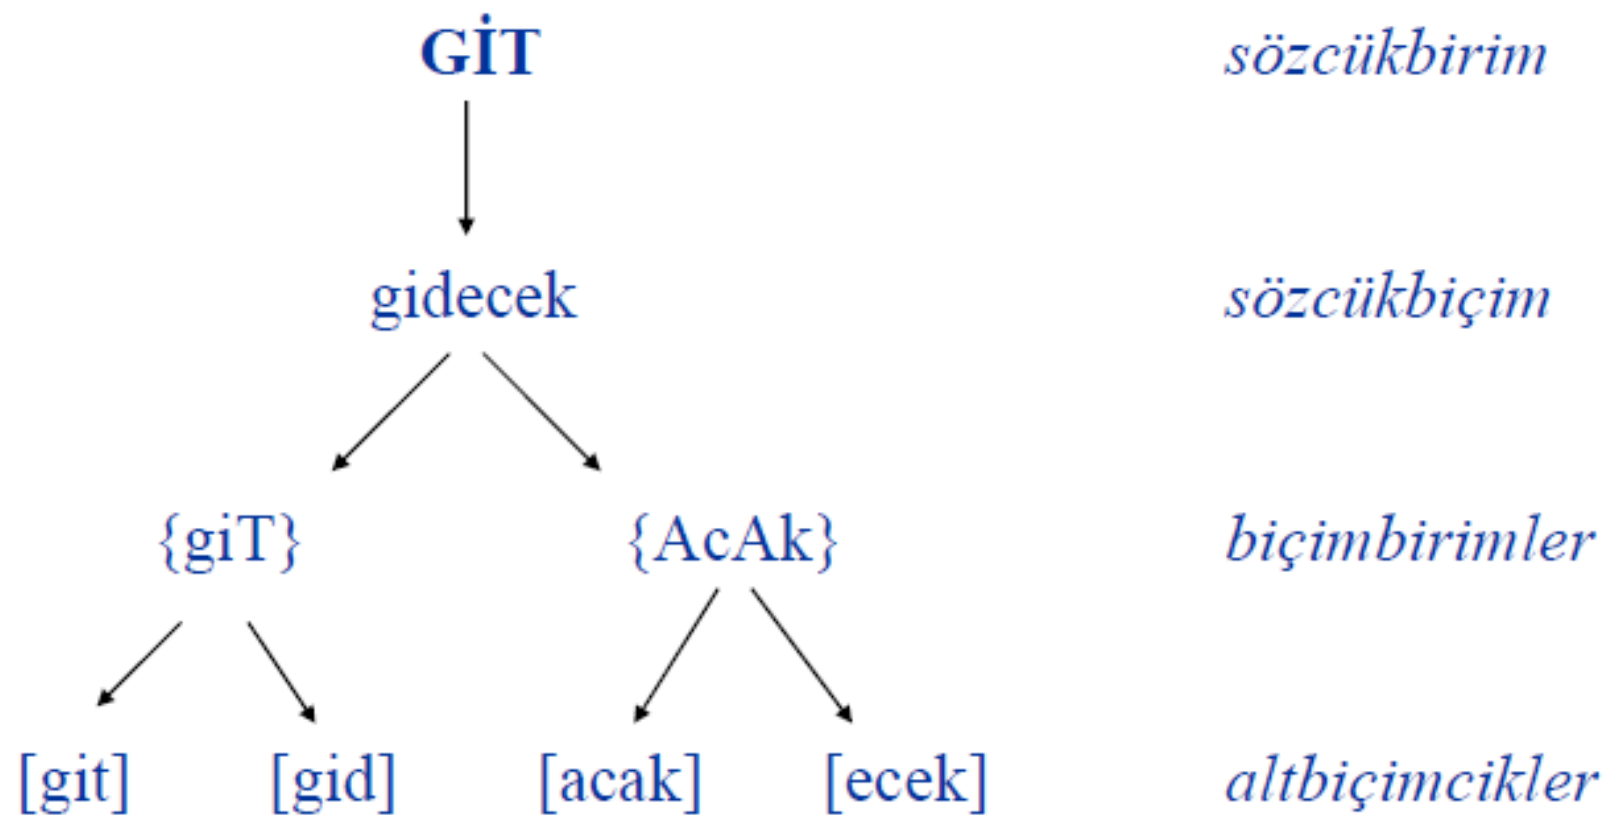 GİT sözcükbirim
gidecek sözcükbiçim
{giT} {AcAk} biçimbirimler
[git] [gid] [acak] [ecek] altbiçimcikler